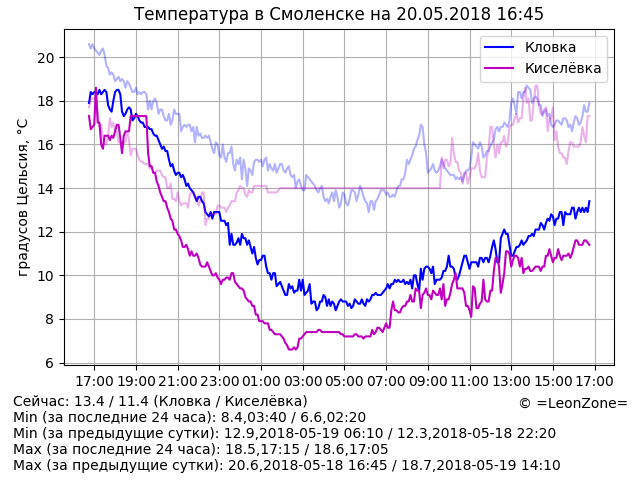 Температура в Смоленске на 20.05.2018 16:45
Кловка
Киселёвка
градусов Цельсия, °C
20
18
16
14
12
10
8
6
17:00 19:00 21:00 23:00 01:00 03:00 05:00 07:00 09:00 11:00 13:00 15:00 17:00
Сейчас: 13.4 / 11.4 (Кловка / Киселёвка)
© =LeonZone=
Min (за последние 24 часа): 8.4,03:40 / 6.6,02:20
Min (за предыдущие сутки): 12.9,2018-05-19 06:10 / 12.3,2018-05-18 22:20
Max (за последние 24 часа): 18.5,17:15 / 18.6,17:05
Max (за предыдущие сутки): 20.6,2018-05-18 16:45 / 18.7,2018-05-19 14:10